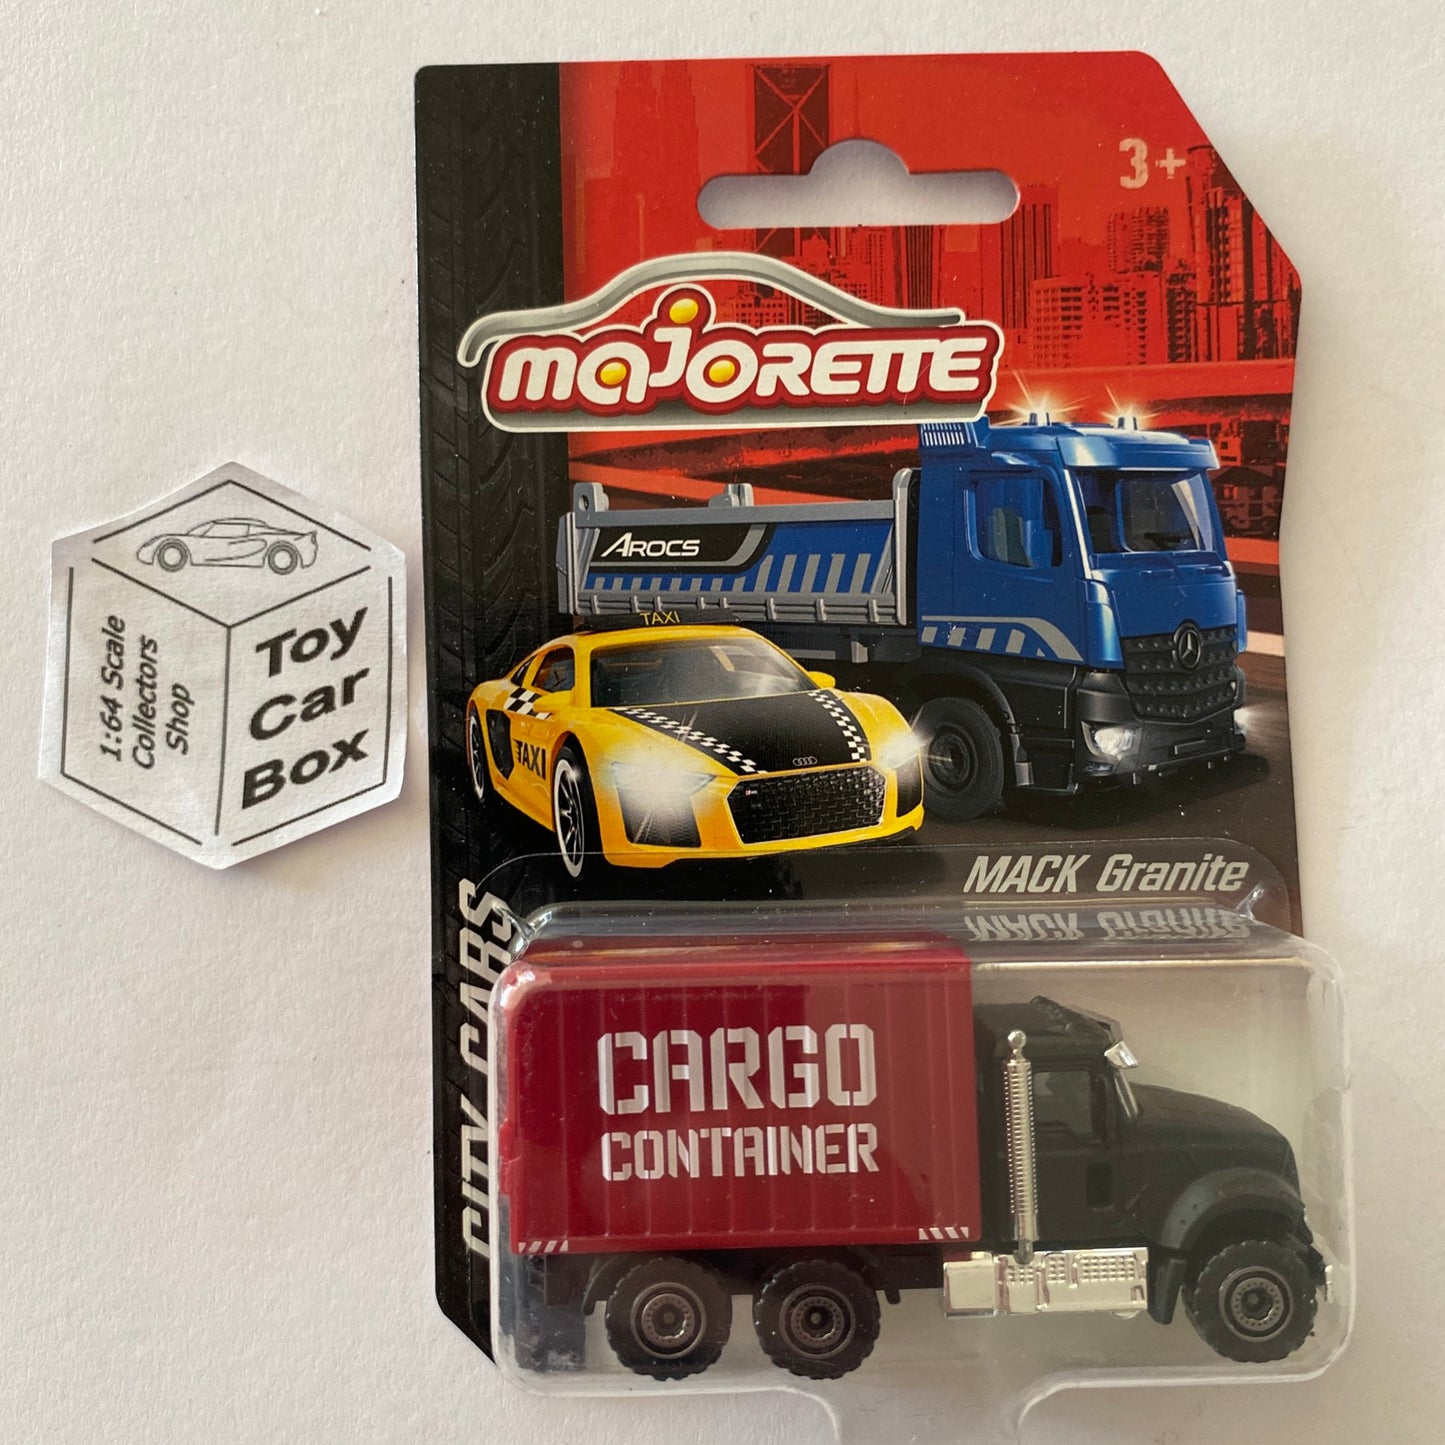 3+
majorette
AROCS
TAXI
TAXI
MACK Granite
CITY CARS
CARGO
CONTAINER
1:64 Scale
Collectors
Shop
Toy
Car
Box